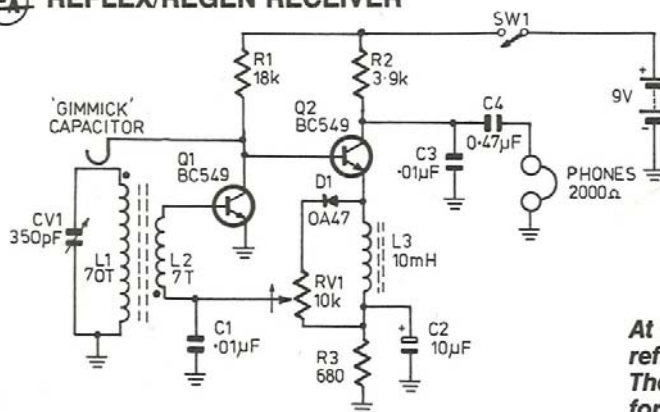 REFLEX/REGEN RECEIVER
SW1
R1
18k
R2
3·9k
'GIMMICK'
CAPACITOR
Q2
BC549
C4
0·47µF
9V
+
-
Q1
BC549
C3
·01µF
PHONES
2000Ω
D1
OA47
CV1
350pF
L1
70T
L2
7T
L3
10mH
RV1
10k
C1
·01µF
+
C2
10µF
R3
680
At
refl
The
for